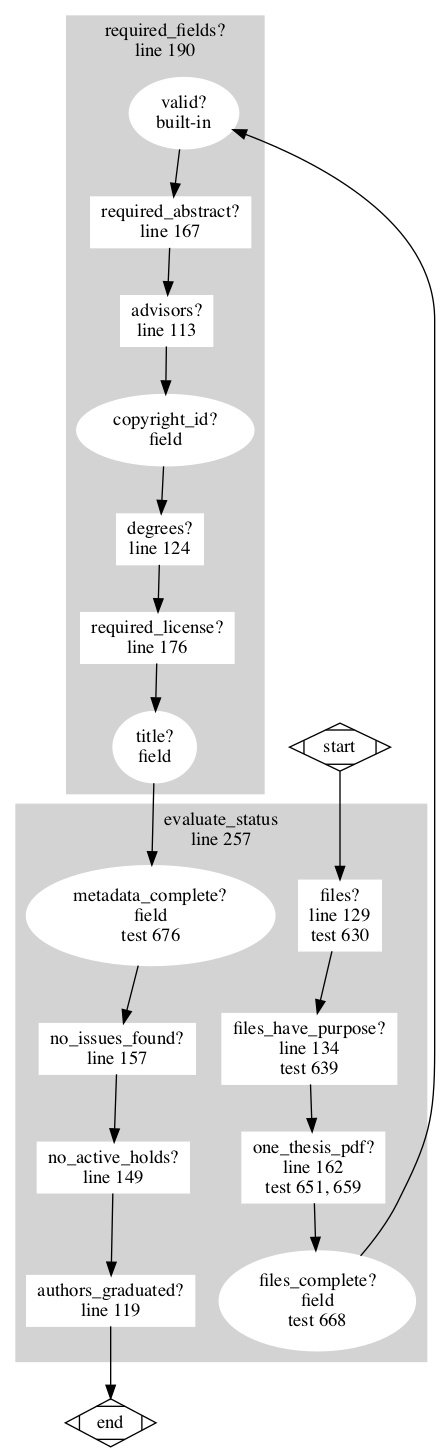 required_fields?
line 190
valid?
built-in
required_abstract?
line 167
advisors?
line 113
copyright_id?
field
degrees?
line 124
required_license?
line 176
title?
field
start
evaluate_status
line 257
metadata_complete?
field
test 676
files?
line 129
test 630
no_issues_found?
line 157
files_have_purpose?
line 134
test 639
no_active_holds?
line 149
one_thesis_pdf?
line 162
test 651, 659
authors_graduated?
line 119
files_complete?
field
test 668
end